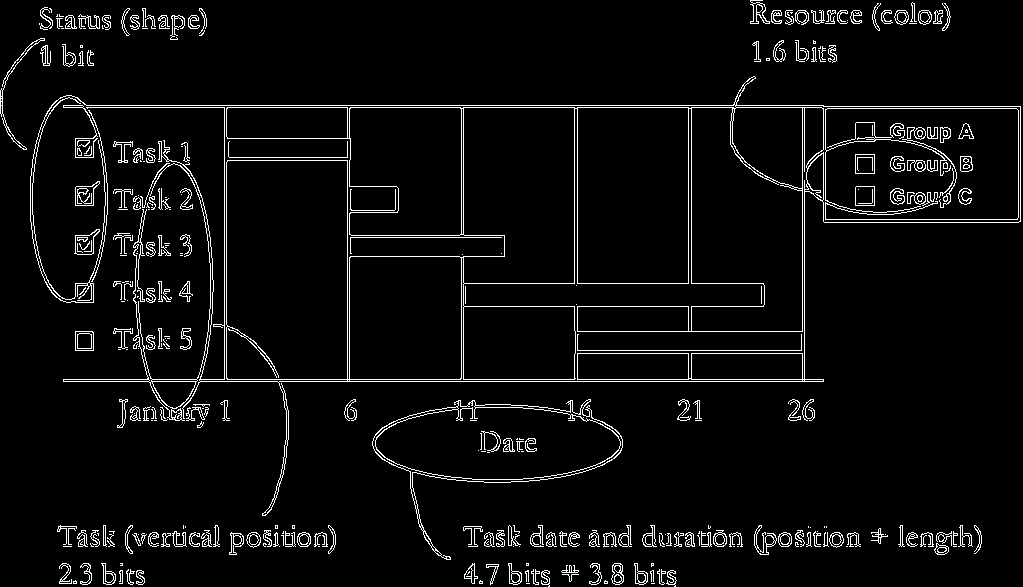 Status (shape)
1 bit
Resource (color)
1.6 bits
Group A
Group B
Group C
Task 1
Task 2
Task 3
Task 4
Task 5
January 1 6 11 16 21 26
Date
Task (vertical position)
2.3 bits
Task date and duration (position + length)
4.7 bits + 3.8 bits